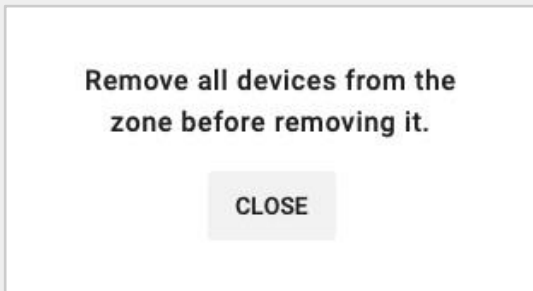 Remove all devices from the
zone before removing it.
CLOSE